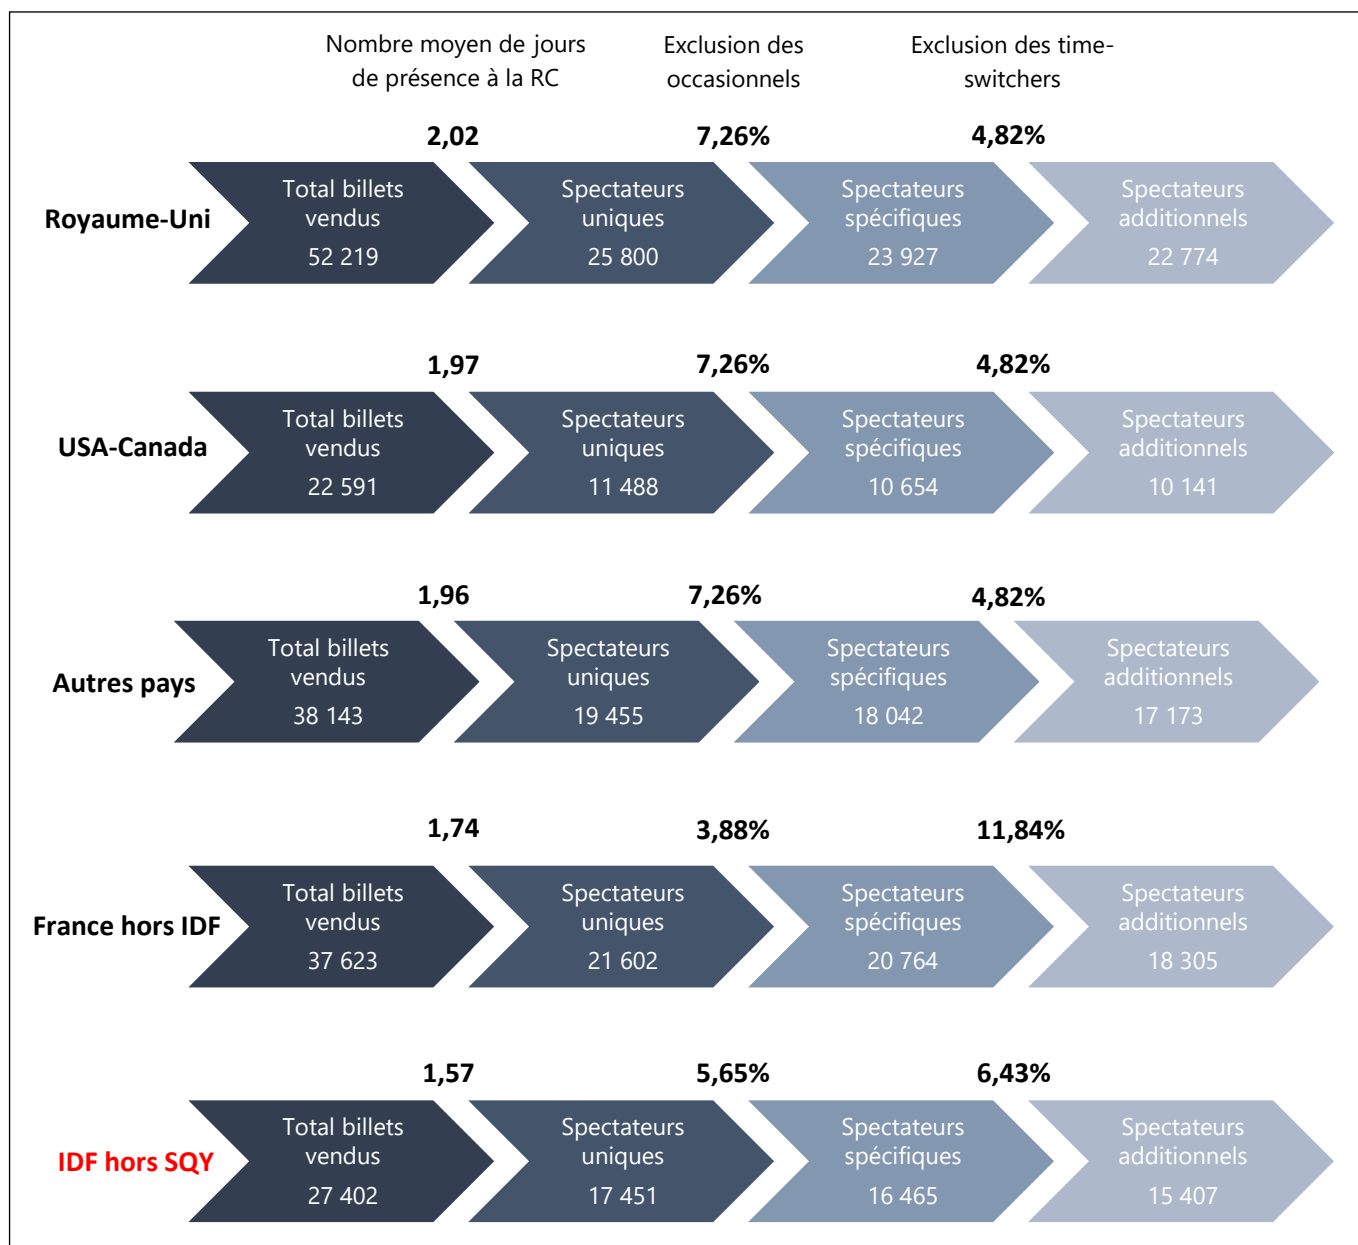 Nombre moyen de jours
de présence à la RC
Exclusion des
occasionnels
Exclusion des time-
switchers
2,02
7,26%
4,82%
Royaume-Uni
Total billets
vendus
52 219
Spectateurs
uniques
25 800
Spectateurs
spécifiques
23 927
Spectateurs
additionnels
22 774
1,97
7,26%
4,82%
USA-Canada
Total billets
vendus
22 591
Spectateurs
uniques
11 488
Spectateurs
spécifiques
10 654
Spectateurs
additionnels
10 141
1,96
7,26%
4,82%
Autres pays
Total billets
vendus
38 143
Spectateurs
uniques
19 455
Spectateurs
spécifiques
18 042
Spectateurs
additionnels
17 173
1,74
3,88%
11,84%
France hors IDF
Total billets
vendus
37 623
Spectateurs
uniques
21 602
Spectateurs
spécifiques
20 764
Spectateurs
additionnels
18 305
1,57
5,65%
6,43%
IDF hors SQY
Total billets
vendus
27 402
Spectateurs
uniques
17 451
Spectateurs
spécifiques
16 465
Spectateurs
additionnels
15 407